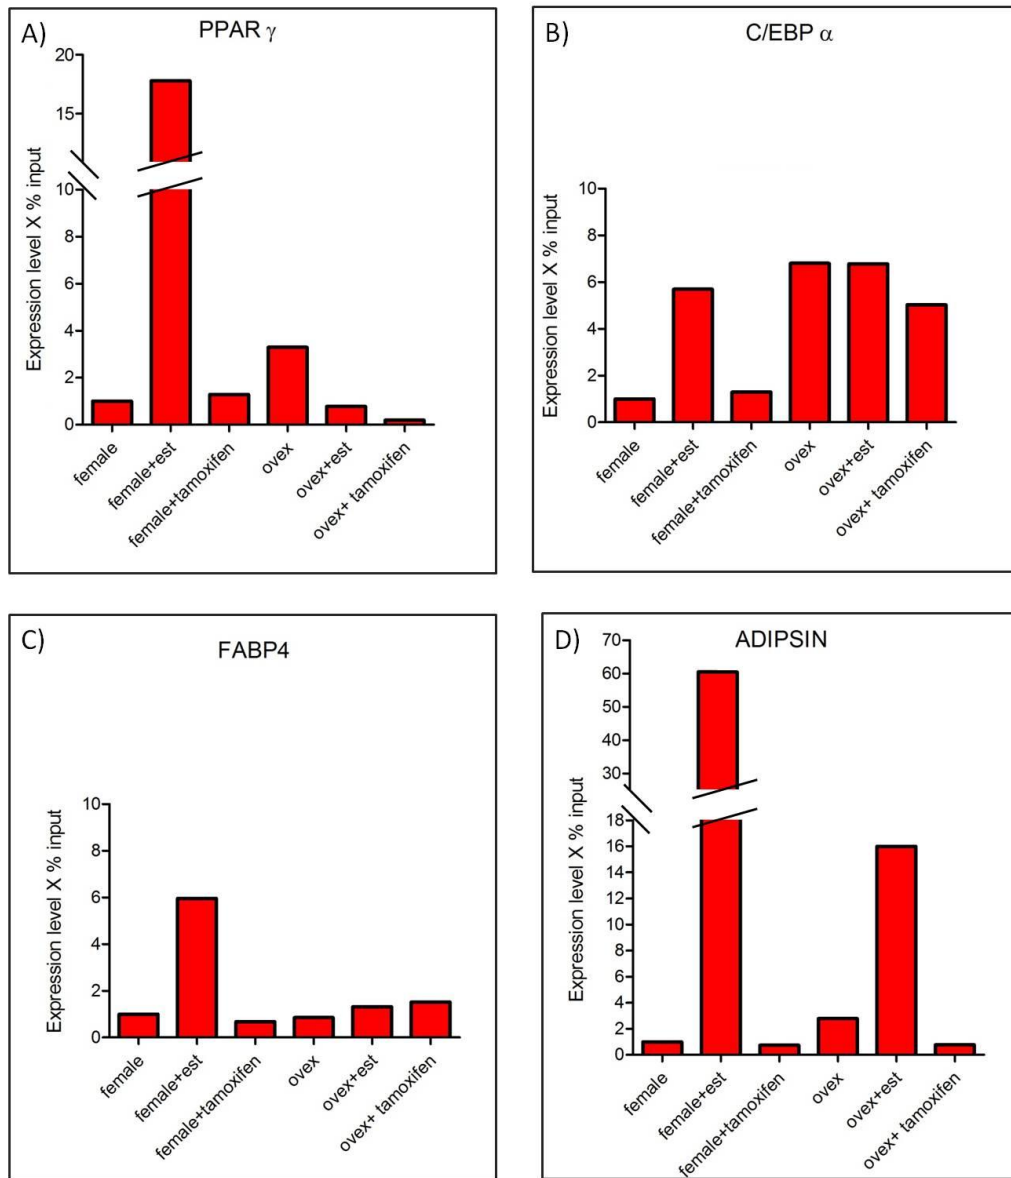 A)
PPAR γ
20
15
10
8
6
4
2
0
Expression level X % input
female
female+est
female+tamoxifen
ovex
ovex+est
ovex+ tamoxifen
B)
C/EBP α
10
8
6
4
2
0
Expression level X % input
female
female+est
female+tamoxifen
ovex
ovex+est
ovex+ tamoxifen
C)
FABP4
10
8
6
4
2
0
Expression level X % input
female
female+est
female+tamoxifen
ovex
ovex+est
ovex+ tamoxifen
D)
ADIPSIN
70
60
50
40
30
18
16
14
12
10
8
6
4
2
0
Expression level X % input
female
female+est
female+tamoxifen
ovex
ovex+est
ovex+ tamoxifen